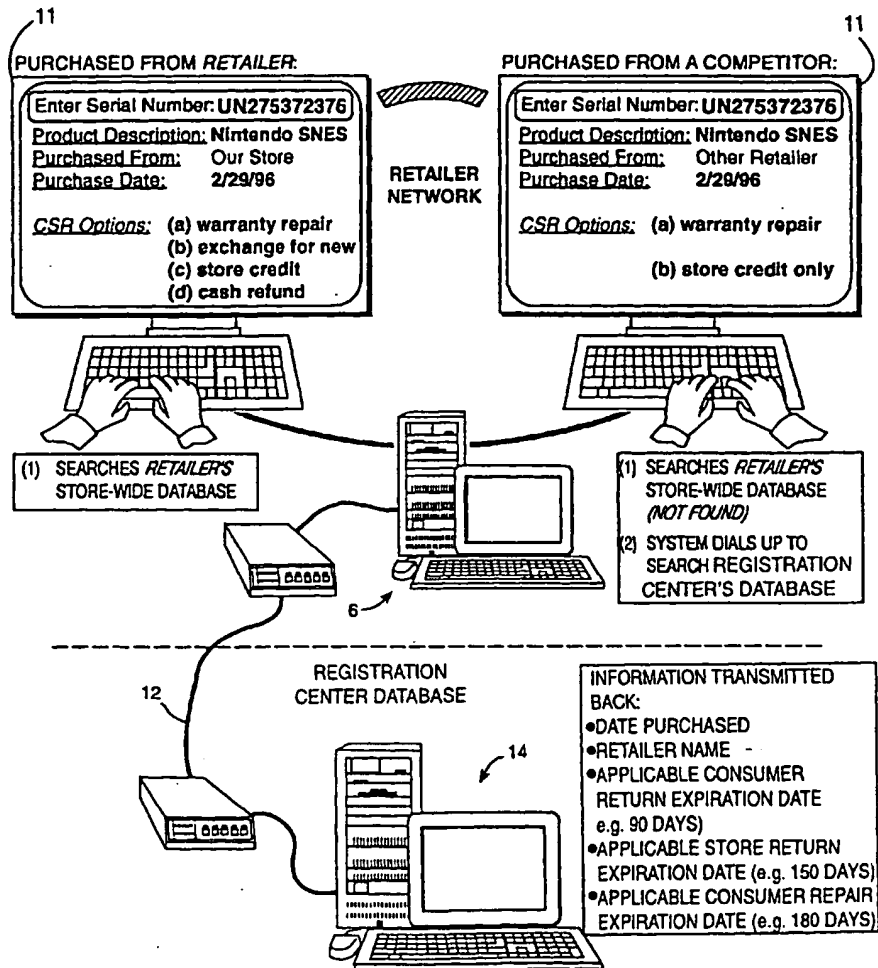 11
11
PURCHASED FROM RETAILER:
Enter Serial Number: UN275372376
Product Description: Nintendo SNES
Purchased From: Our Store
Purchase Date: 2/29/96
CSR Options: (a) warranty repair
(b) exchange for new
(c) store credit
(d) cash refund
RETAILER
NETWORK
PURCHASED FROM A COMPETITOR:
Enter Serial Number: UN275372376
Product Description: Nintendo SNES
Purchased From: Other Retailer
Purchase Date: 2/29/96
CSR Options: (a) warranty repair
(b) store credit only
(1) SEARCHES RETAILER'S
STORE-WIDE DATABASE
(1) SEARCHES RETAILER'S
STORE-WIDE DATABASE
(NOT FOUND)
(2) SYSTEM DIALS UP TO
SEARCH REGISTRATION
CENTER'S DATABASE
6
12
REGISTRATION
CENTER DATABASE
14
INFORMATION TRANSMITTED
BACK:
•DATE PURCHASED
•RETAILER NAME -
•APPLICABLE CONSUMER
RETURN EXPIRATION DATE
e.g. 90 DAYS)
•APPLICABLE STORE RETURN
EXPIRATION DATE (e.g. 150 DAYS)
•APPLICABLE CONSUMER REPAIR
EXPIRATION DATE (e.g. 180 DAYS)